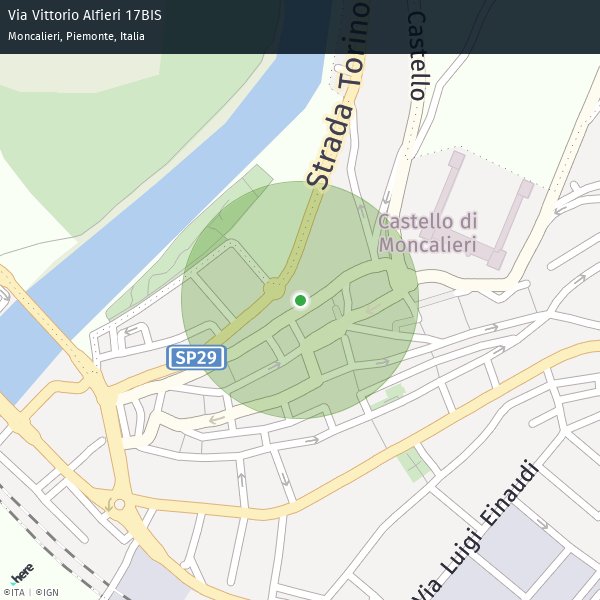 Via Vittorio Alfieri 17BIS
Moncalieri, Piemonte, Italia
Strada Torino
Castello
Castello di
Moncalieri
SP29
Via Luigi Einaudi
here
©ITA | ©IGN